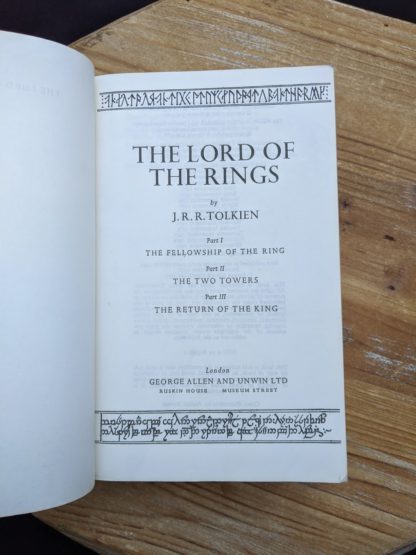 THE LORD OF
THE RINGS
by
J. R. R. TOLKIEN
Part I
THE FELLOWSHIP OF THE RING
Part II
THE TWO TOWERS
Part III
THE RETURN OF THE KING
London
GEORGE ALLEN AND UNWIN LTD
RUSKIN HOUSE MUSEUM STREET